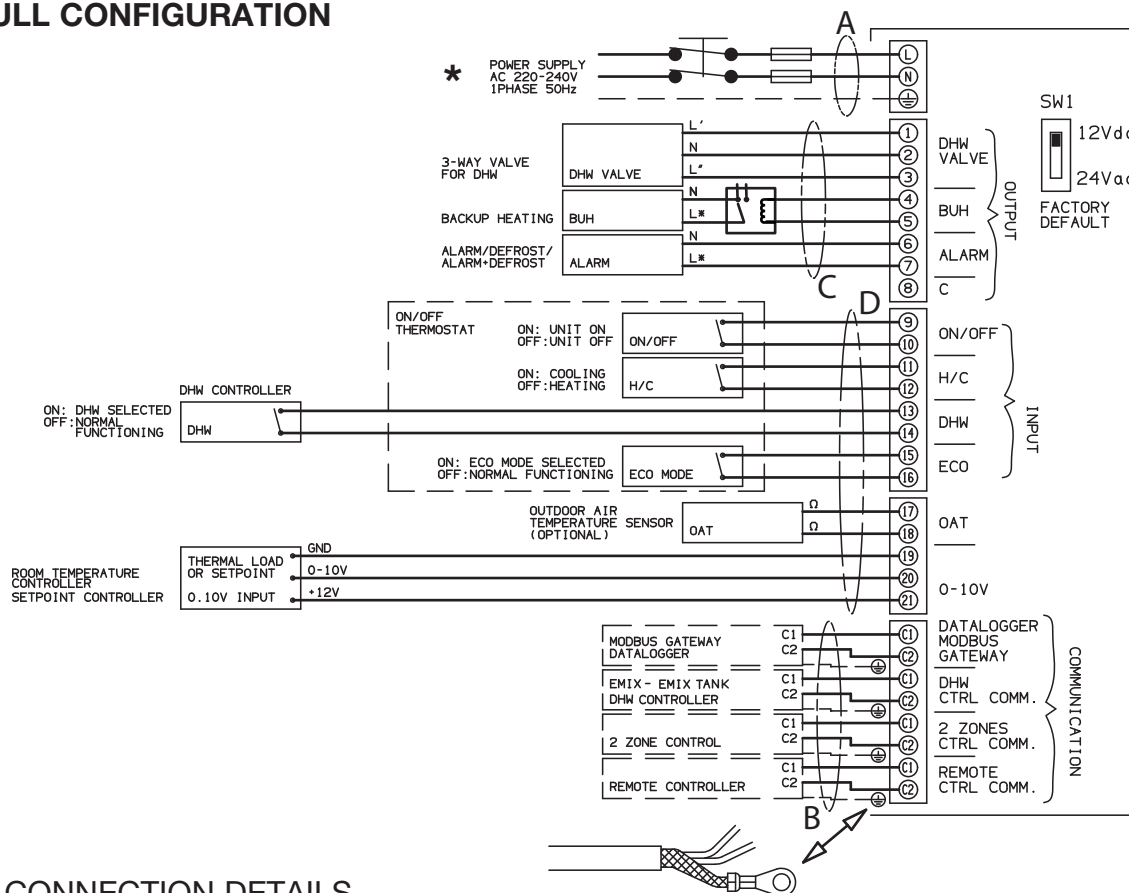 ULL CONFIGURATION
A
*
POWER SUPPLY
AC 220-240V
1PHASE 50Hz
L
N
SW1
12Vdc
24Vac
FACTORY
DEFAULT
3-WAY VALVE
FOR DHW
DHW VALVE
L'
N
L"
1
2
3
DHW
VALVE
BACKUP HEATING
BUH
N
L*
4
5
BUH
OUTPUT
ALARM/DEFROST/
ALARM+DEFROST
ALARM
N
L*
6
7
ALARM
8
C
C
D
ON/OFF
THERMOSTAT
ON: UNIT ON
OFF:UNIT OFF
ON/OFF
9
10
ON/OFF
ON: COOLING
OFF:HEATING
H/C
11
12
H/C
DHW CONTROLLER
ON: DHW SELECTED
OFF:NORMAL
FUNCTIONING
DHW
13
14
DHW
INPUT
ON: ECO MODE SELECTED
OFF:NORMAL FUNCTIONING
ECO MODE
15
16
ECO
OUTDOOR AIR
TEMPERATURE SENSOR
(OPTIONAL)
OAT
Ω
Ω
17
18
OAT
ROOM TEMPERATURE
CONTROLLER
SETPOINT CONTROLLER
THERMAL LOAD
OR SETPOINT
0.10V INPUT
GND
0-10V
+12V
19
20
21
0-10V
MODBUS GATEWAY
DATALOGGER
C1
C2
C1
C2
DATALOGGER
MODBUS
GATEWAY
EMIX- EMIX TANK
DHW CONTROLLER
C1
C2
C1
C2
DHW
CTRL COMM.
2 ZONE CONTROL
C1
C2
C1
C2
2 ZONES
CTRL COMM.
REMOTE CONTROLLER
C1
C2
C1
C2
REMOTE
CTRL COMM.
COMMUNICATION
B
CONNECTION DETAILS